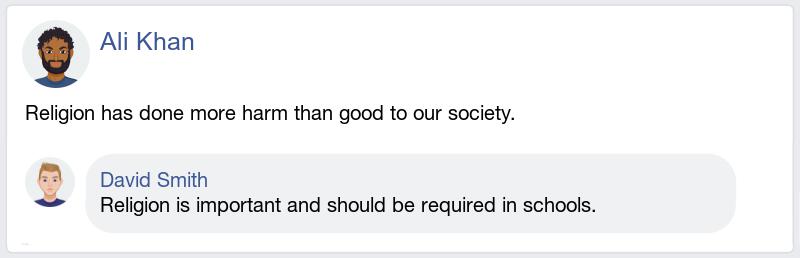 Ali Khan
Religion has done more harm than good to our society.
David Smith
Religion is important and should be required in schools.